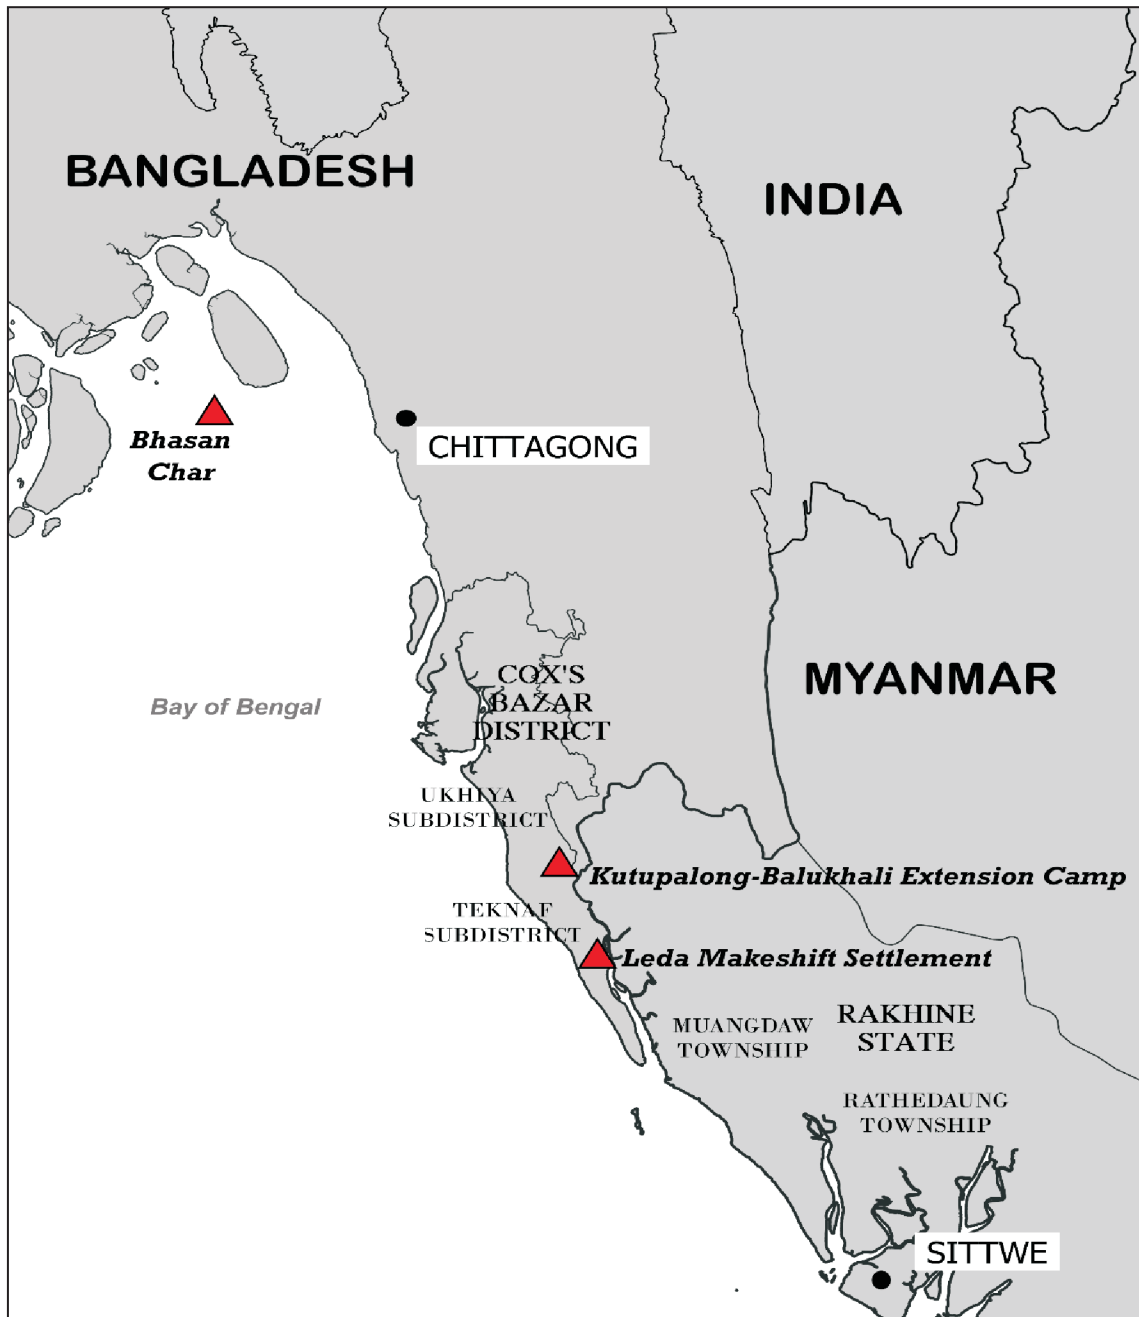 BANGLADESH
INDIA
Bhasan
Char
CHITTAGONG
COX'S
BAZAR
DISTRICT
MYANMAR
Bay of Bengal
UKHIYA
SUBDISTRICT
Kutupalong-Balukhali Extension Camp
TEKNAF
SUBDISTRICT
Leda Makeshift Settlement
MUANGDAW
TOWNSHIP
RAKHINE
STATE
RATHEDAUNG
TOWNSHIP
SITTWE